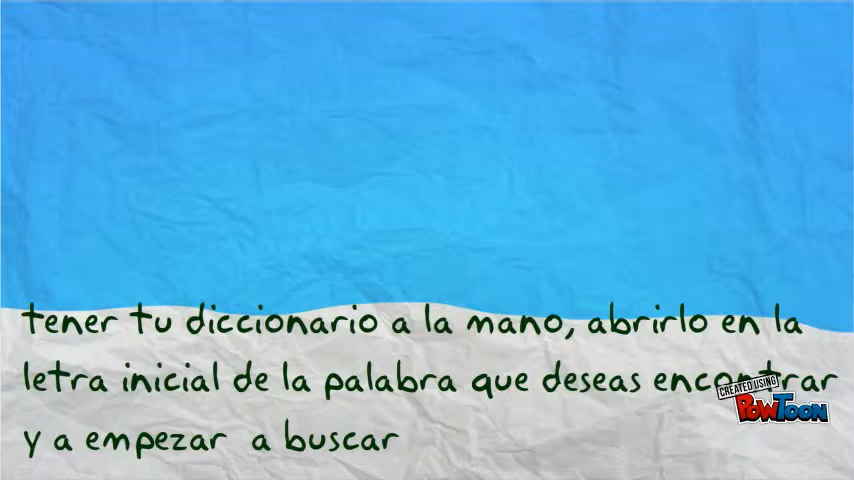 tener tu diccionario a la mano, abrirlo en la
letra inicial de la palabra que deseas encontrar
y a empezar a buscar
CREATED USING
POWTOON